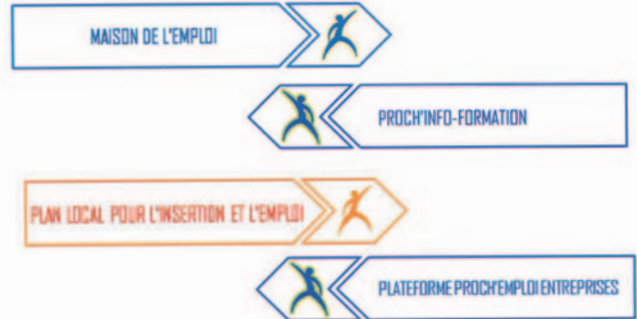 MAISON DE L'EMPLOI
PROCH'INFO-FORMATION
PLAN LOCAL POUR L'INSERTION ET L'EMPLOI
PLATEFORME PROCH'EMPLOI ENTREPRISES